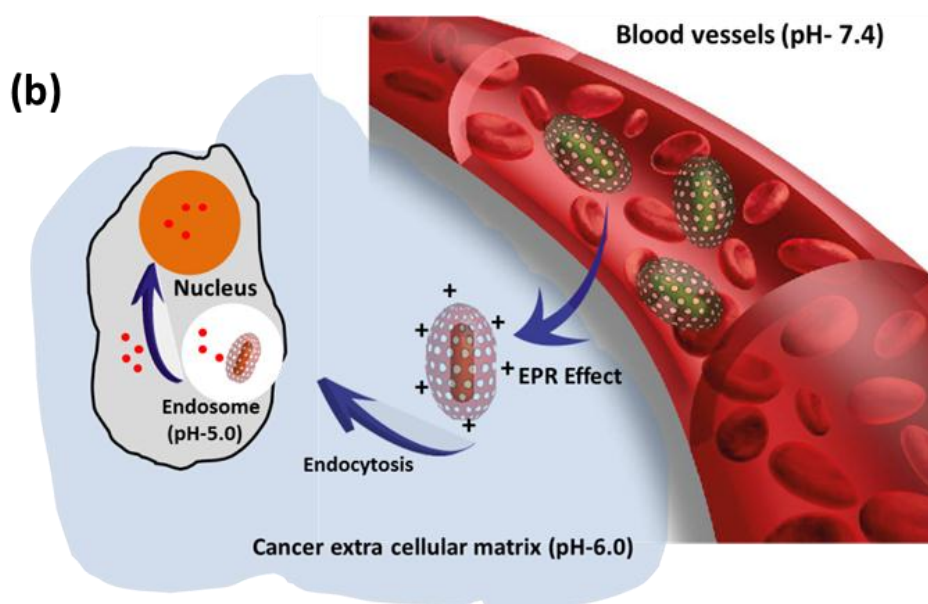 Blood vessels (pH- 7.4)
(b)
Nucleus
Endosome
(pH-5.0)
+
+
+
+
+
+
+
EPR Effect
Endocytosis
Cancer extra cellular matrix (pH-6.0)